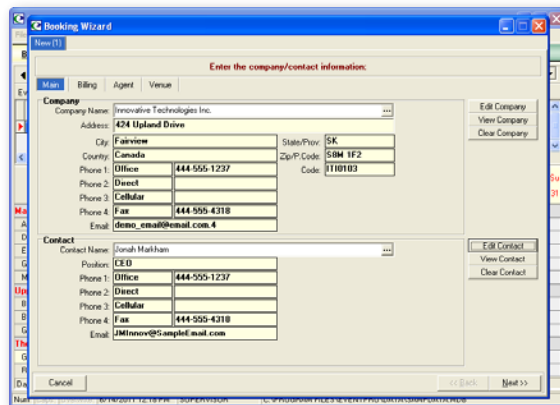 Booking Wizard
New (1)
Enter the company/contact information:
Main Billing Agent Venue
Company
Company Name: Innovative Technologies Inc. ...
Edit Company
Address: 424 Upland Drive
View Company
City: Fairview State/Prov: SK
Clear Company
Country: Canada Zip/P.Code: S0M 1F2
Phone 1: Office 444-555-1237 Code: ITI0103
Phone 2: Direct
Phone 3: Cellular
Phone 4: Fax 444-555-4318
Email: demo_email@email.com.4
Contact
Contact Name: Jonah Markham ...
Edit Contact
Position: CEO
View Contact
Phone 1: Office 444-555-1237
Clear Contact
Phone 2: Direct
Phone 3: Cellular
Phone 4: Fax 444-555-4318
Email: JMInnov@SampleEmail.com
Cancel << Back Next >>